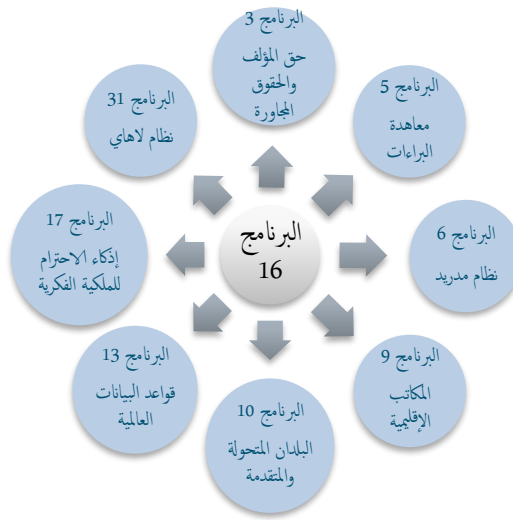 البرنامج 3
حق المؤلف
والحقوق
المجاورة
البرنامج 5
معاهدة
البراءات
البرنامج 6
نظام مدريد
البرنامج 9
المكاتب
الإقليمية
البرنامج 10
البلدان المتحولة
والمتقدمة
البرنامج 13
قواعد البيانات
العالمية
البرنامج 17
إذكاء الاحترام
للملكية الفكرية
البرنامج 31
نظام لاهاي
البرنامج
16